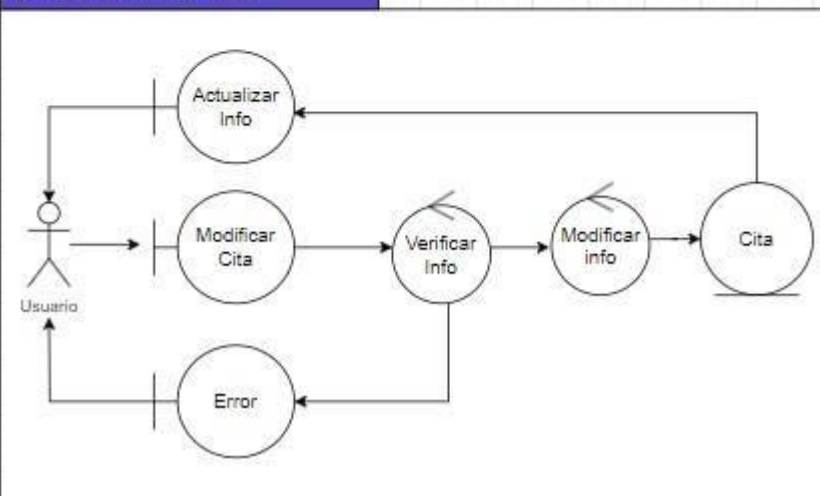 Actualizar
Info
Modificar
Cita
Verificar
Info
Modificar
info
Cita
Usuario
Error